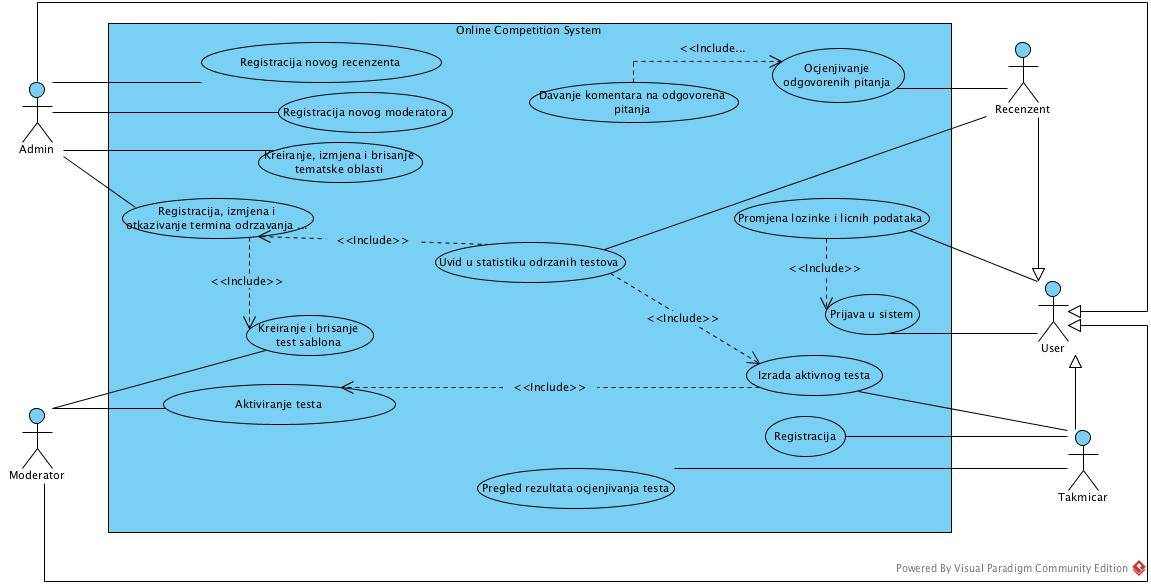 Online Competition System
Registracija novog recenzenta
<<Include...
Ocjenjivanje
odgovorenih pitanja
Davanje komentara na odgovorena
pitanja
Recenzent
Registracija novog moderatora
Admin
Kreiranje, izmjena i brisanje
tematske oblasti
Registracija, izmjena i
otkazivanje termina odrzavanja ...
Promjena lozinke i licnih podataka
<<Include>>
Uvid u statistiku odrzanih testova
<<Include>>
<<Include>>
Prijava u sistem
<<Include>>
Kreiranje i brisanje
test sablona
User
Izrada aktivnog testa
<<Include>>
Aktiviranje testa
Registracija
Moderator
Pregled rezultata ocjenjivanja testa
Takmicar
Powered By Visual Paradigm Community Edition